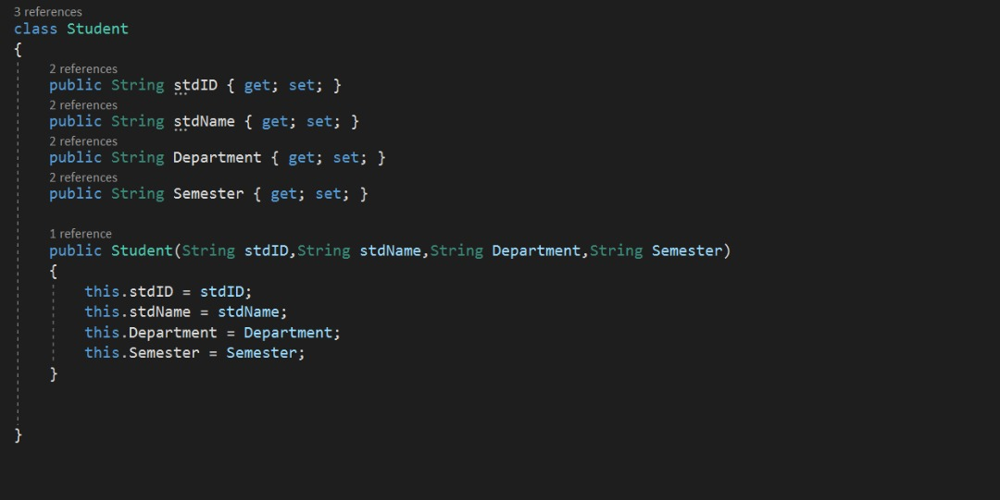 3 references
class Student
{
2 references
public String stdID { get; set; }
2 references
public String stdName { get; set; }
2 references
public String Department { get; set; }
2 references
public String Semester { get; set; }
1 reference
public Student(String stdID,String stdName,String Department,String Semester)
{
this.stdID = stdID;
this.stdName = stdName;
this.Department = Department;
this.Semester = Semester;
}
}